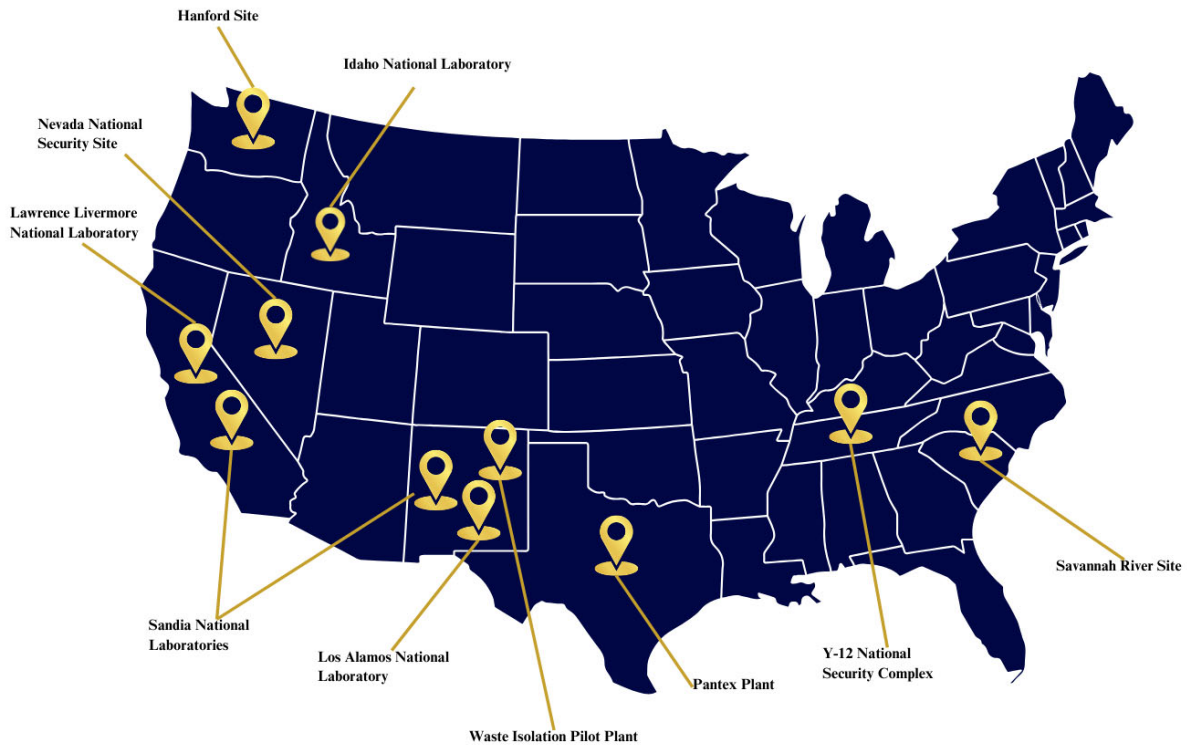 Hanford Site
Idaho National Laboratory
Nevada National
Security Site
Lawrence Livermore
National Laboratory
Savannah River Site
Sandia National
Laboratories
Los Alamos National
Laboratory
Y-12 National
Security Complex
Pantex Plant
Waste Isolation Pilot Plant